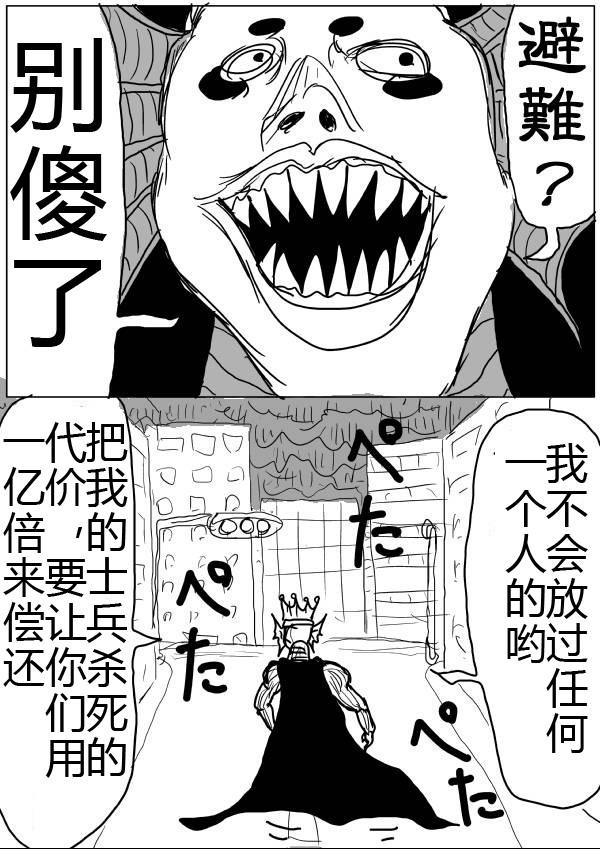 避難？
别傻了
我不会放过任何
一个人的哟
把我的士兵杀死的
代价，要让你们用
一亿倍来偿还
ぺた
ぺた
ぺた